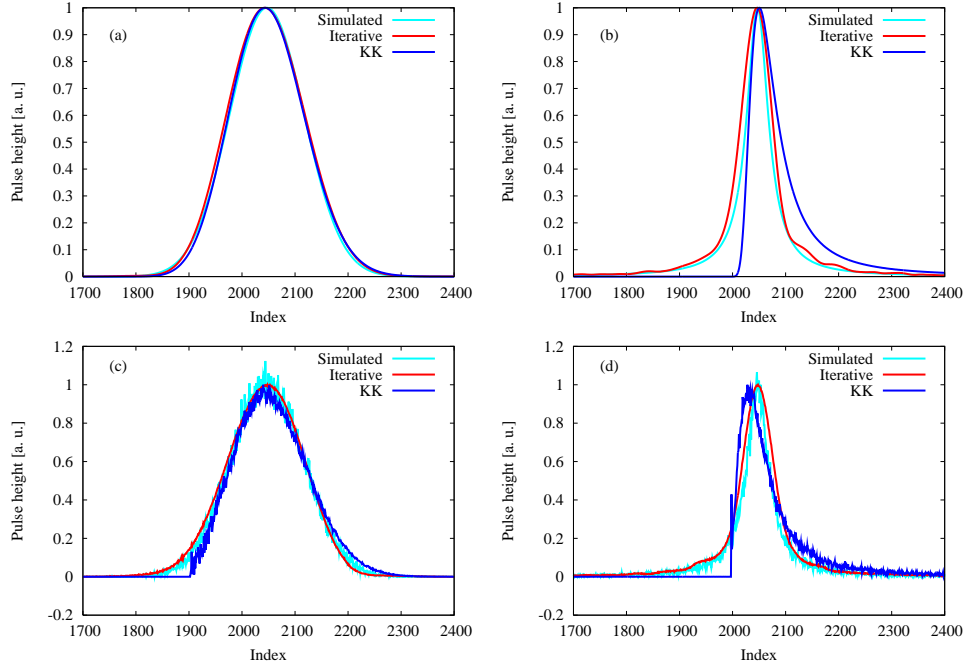 (a)
Simulated
Iterative
KK
Pulse height [a. u.]
1
0.9
0.8
0.7
0.6
0.5
0.4
0.3
0.2
0.1
0
1700 1800 1900 2000 2100 2200 2300 2400
Index
(b)
Simulated
Iterative
KK
Pulse height [a. u.]
1
0.9
0.8
0.7
0.6
0.5
0.4
0.3
0.2
0.1
0
1700 1800 1900 2000 2100 2200 2300 2400
Index
(c)
Simulated
Iterative
KK
Pulse height [a. u.]
1.2
1
0.8
0.6
0.4
0.2
0
-0.2
1700 1800 1900 2000 2100 2200 2300 2400
Index
(d)
Simulated
Iterative
KK
Pulse height [a. u.]
1.2
1
0.8
0.6
0.4
0.2
0
-0.2
1700 1800 1900 2000 2100 2200 2300 2400
Index